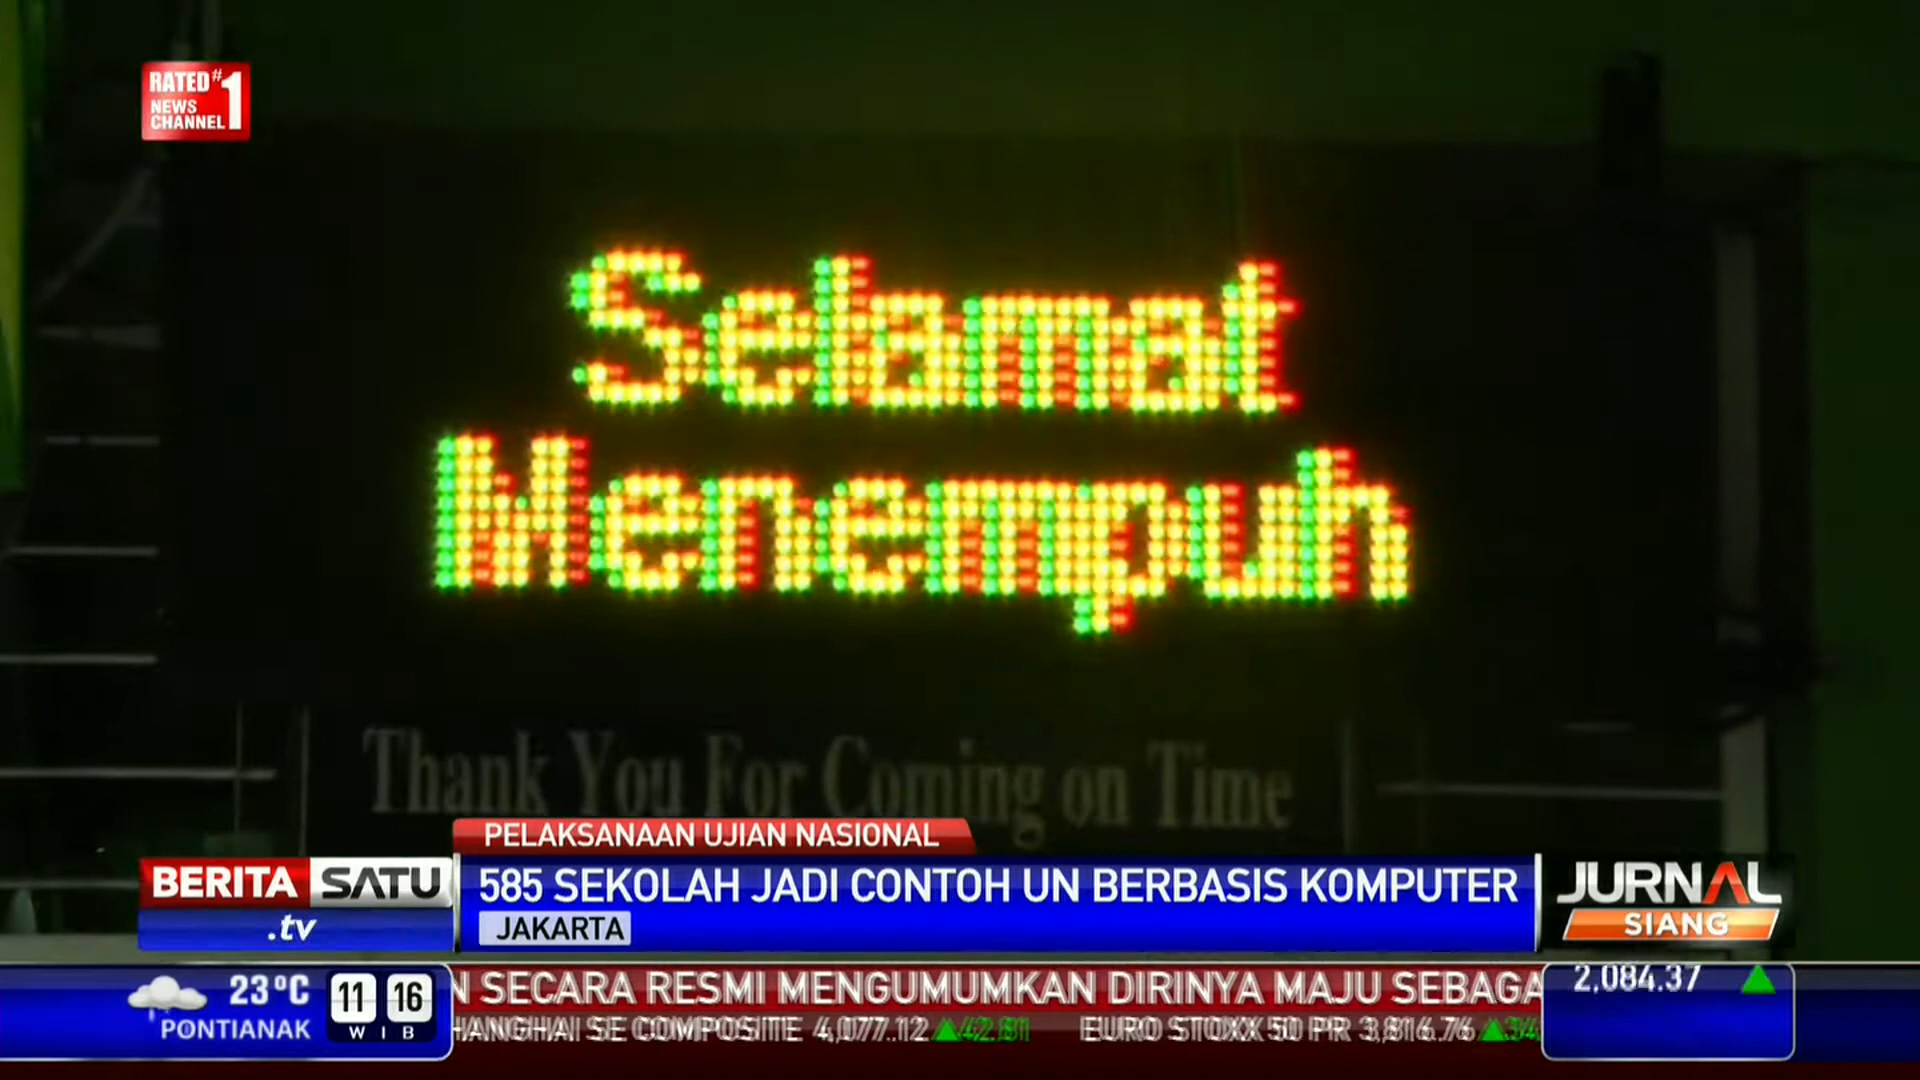 RATED #1
NEWS
CHANNEL
Selamat
Menempuh
Thank You For Coming on Time
PELAKSANAAN UJIAN NASIONAL
BERITA SATU
.tv
585 SEKOLAH JADI CONTOH UN BERBASIS KOMPUTER
JAKARTA
JURNAL
SIANG
23°C
PONTIANAK
11 16
WIB
N SECARA RESMI MENGUMUMKAN DIRINYA MAJU SEBAGA
2,084.37
HANGHAI SE COMPOSITE 4,077.12 EURO STOXX 50 PR 3,816.76